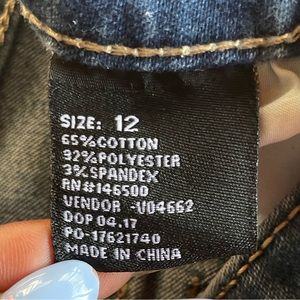 SIZE: 12
65%COTTON
32%POLYESTER
3%SPANDEX
RN#146500
VENDOR -V04662
DOP 04.17
PO-17621740
MADE IN CHINA